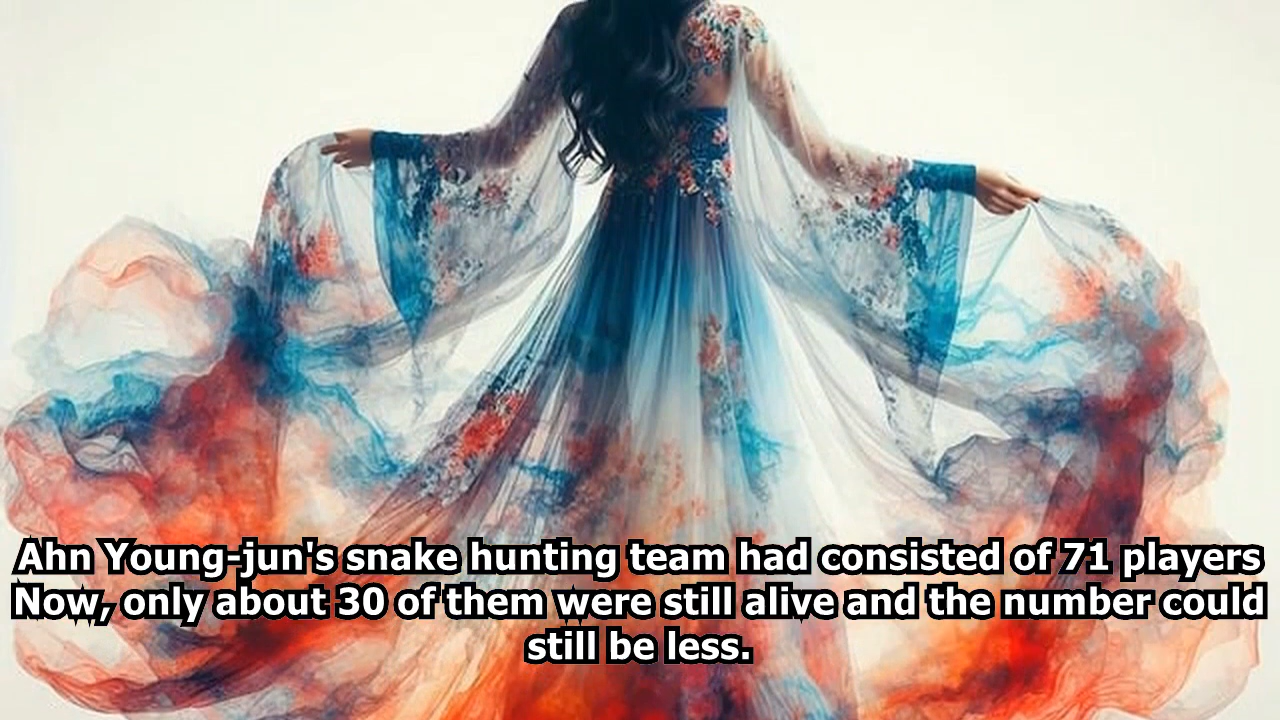 Ahn Young-jun's snake hunting team had consisted of 71 players
Now, only about 30 of them were still alive and the number could
still be less.